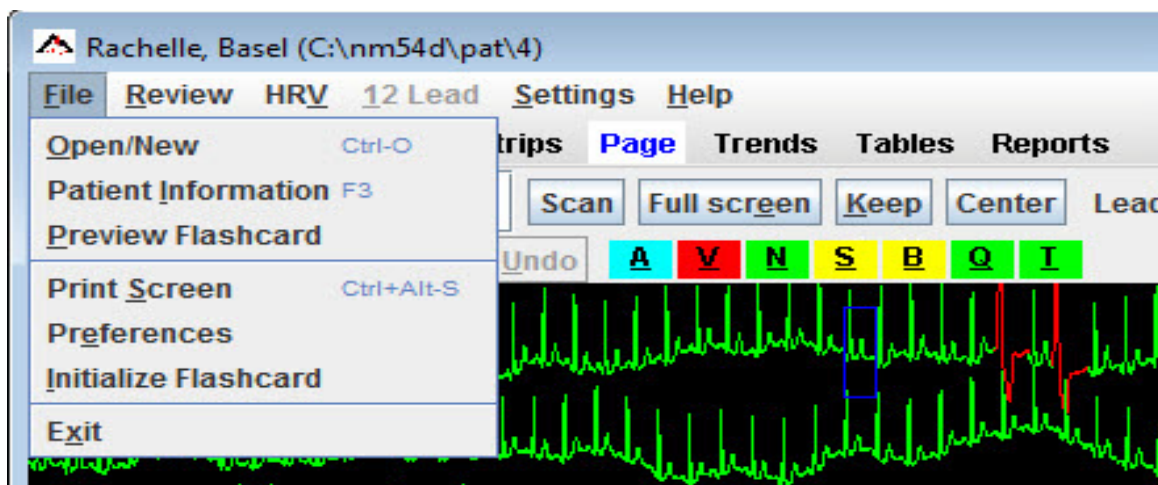 Rachelle, Basel (C:\nm54d\pat\4)
File Review HRV 12 Lead Settings Help
Open/New Ctrl-O
trips Page Trends Tables Reports
Patient Information F3
Scan Full screen Keep Center Lead
Preview Flashcard
Undo A V N S B Q T
Print Screen Ctrl+Alt-S
Preferences
Initialize Flashcard
Exit